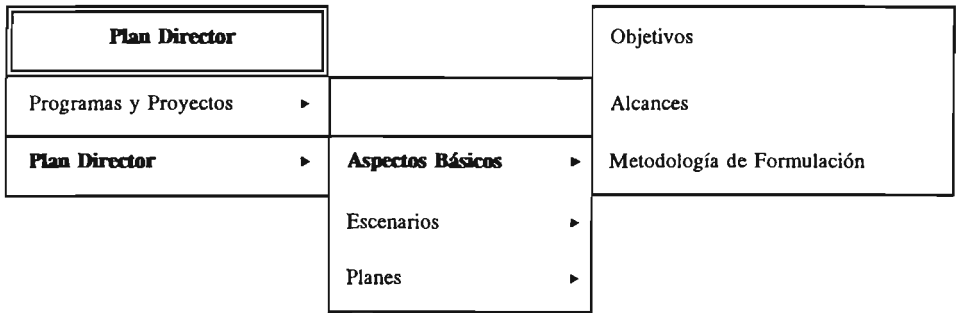 Plan Director
Programas y Proyectos ►
Plan Director ►
Aspectos Básicos ►
Escenarios ►
Planes ►
Objetivos
Alcances
Metodología de Formulación